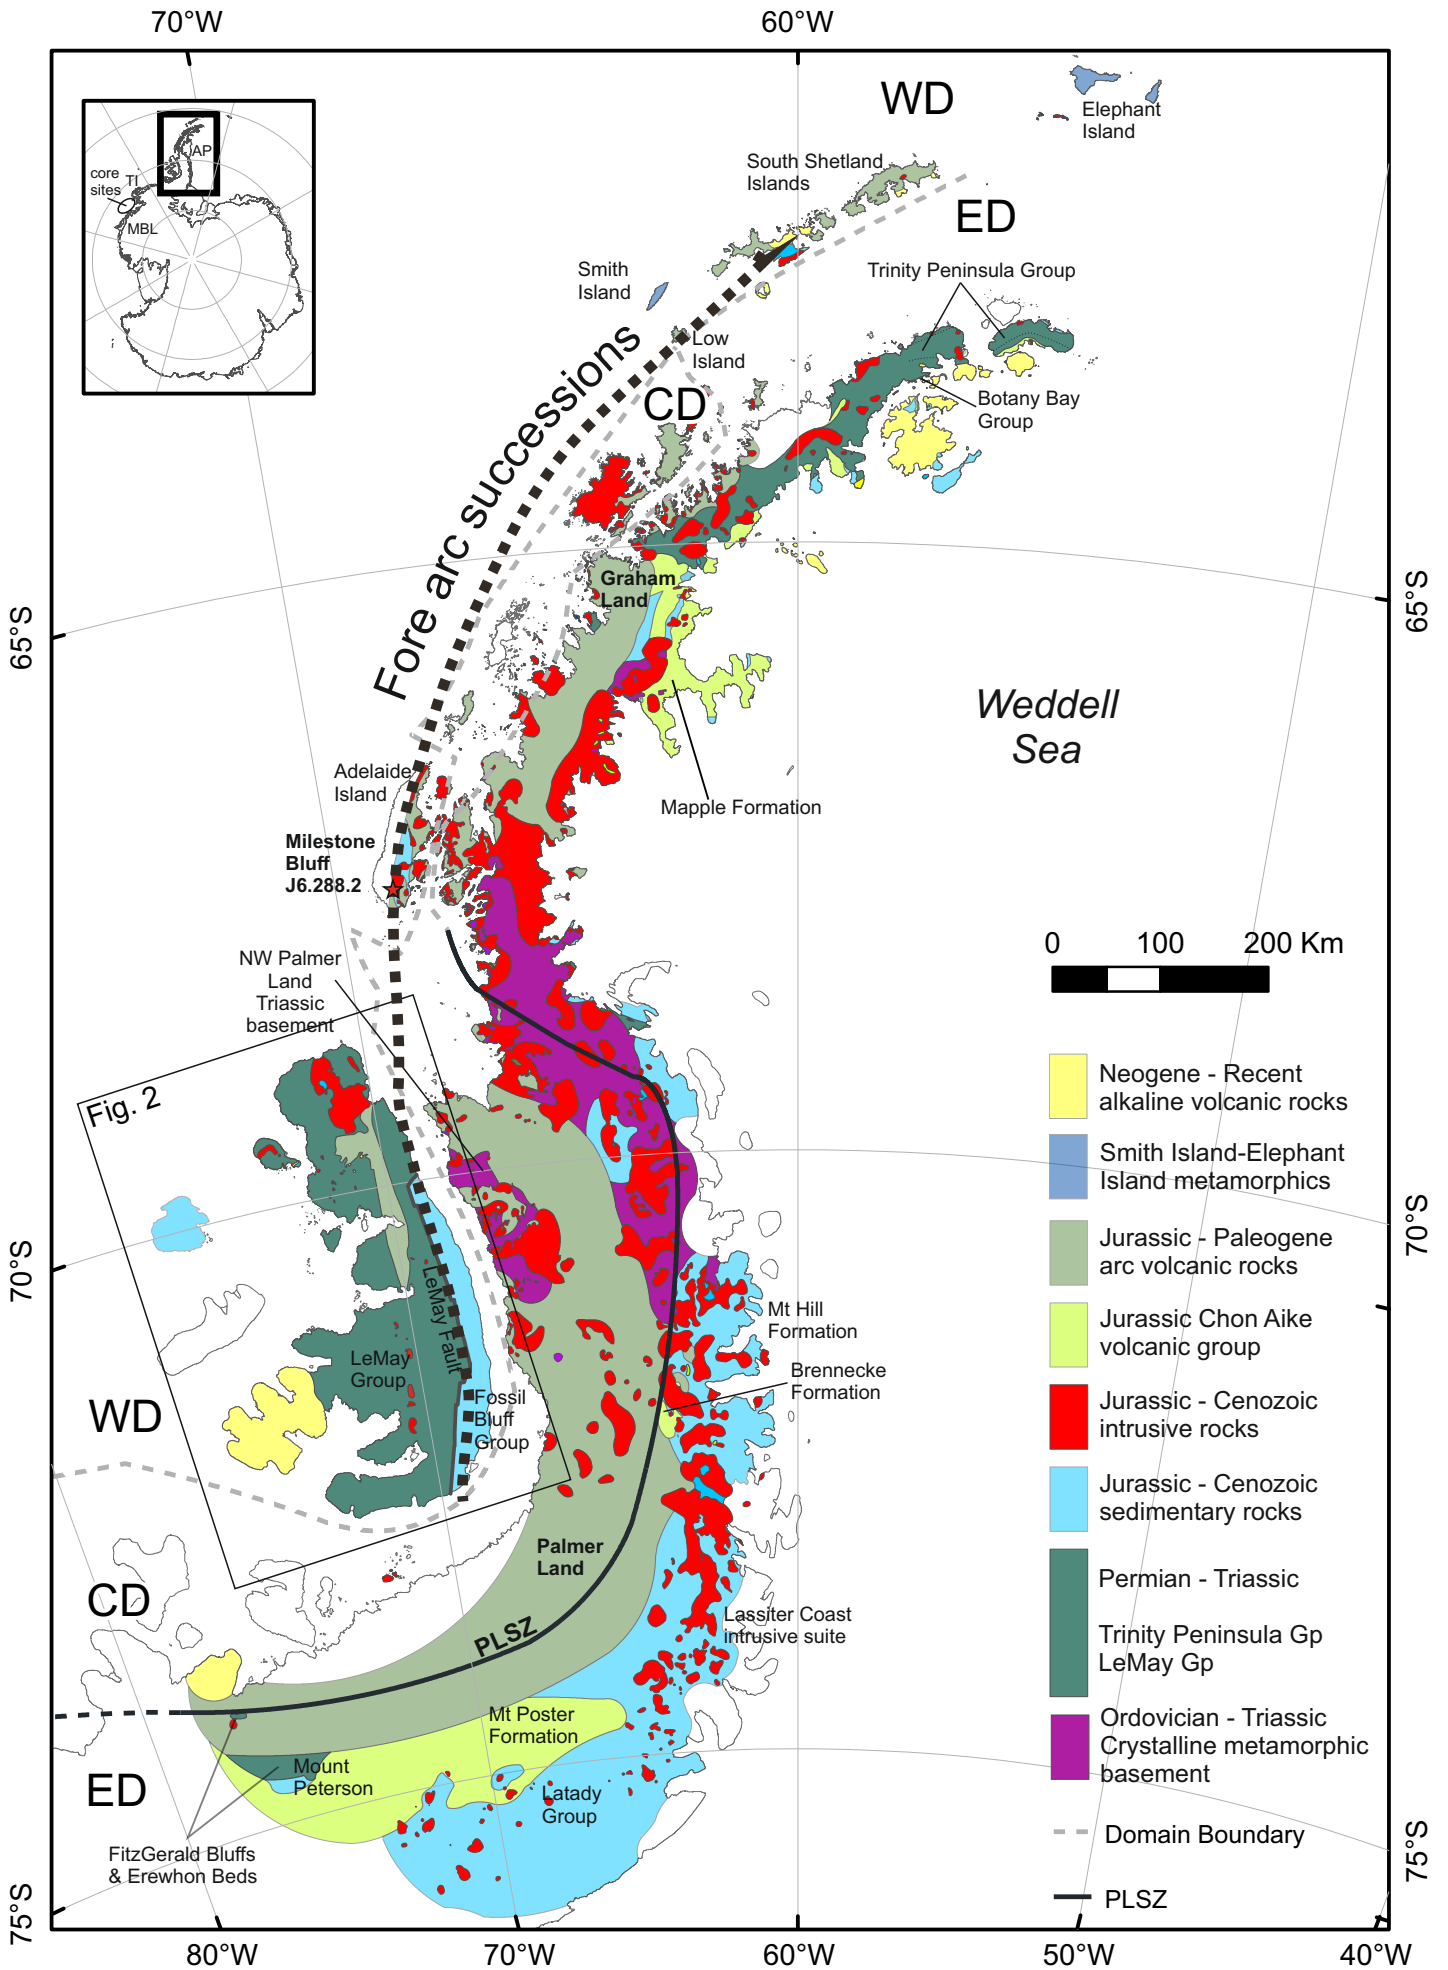 70°W
60°W
WD
Elephant
Island
AP
core
sites
TI
MBL
South Shetland
Islands
ED
Trinity Peninsula Group
Smith
Island
Low
Island
CD
Botany Bay
Group
Fore arc successions
Graham
Land
65°S
65°S
Weddell
Sea
Mapple Formation
Adelaide
Island
Milestone
Bluff
J6.288.2
NW Palmer
Land
Triassic
basement
0 100 200 Km
Fig. 2
Neogene - Recent
alkaline volcanic rocks
Smith Island-Elephant
Island metamorphics
Jurassic - Paleogene
arc volcanic rocks
Jurassic Chon Aike
volcanic group
Jurassic - Cenozoic
intrusive rocks
Jurassic - Cenozoic
sedimentary rocks
Permian - Triassic
Trinity Peninsula Gp
LeMay Gp
Ordovician - Triassic
Crystalline metamorphic
basement
Domain Boundary
PLSZ
70°S
70°S
LeMay Fault
LeMay
Group
Fossil
Bluff
Group
Mt Hill
Formation
Brennecke
Formation
WD
Palmer
Land
CD
PLSZ
Lassiter Coast
intrusive suite
Mt Poster
Formation
Mount
Peterson
ED
Latady
Group
FitzGerald Bluffs
& Erewhon Beds
75°S
75°S
80°W
70°W
60°W
50°W
40°W